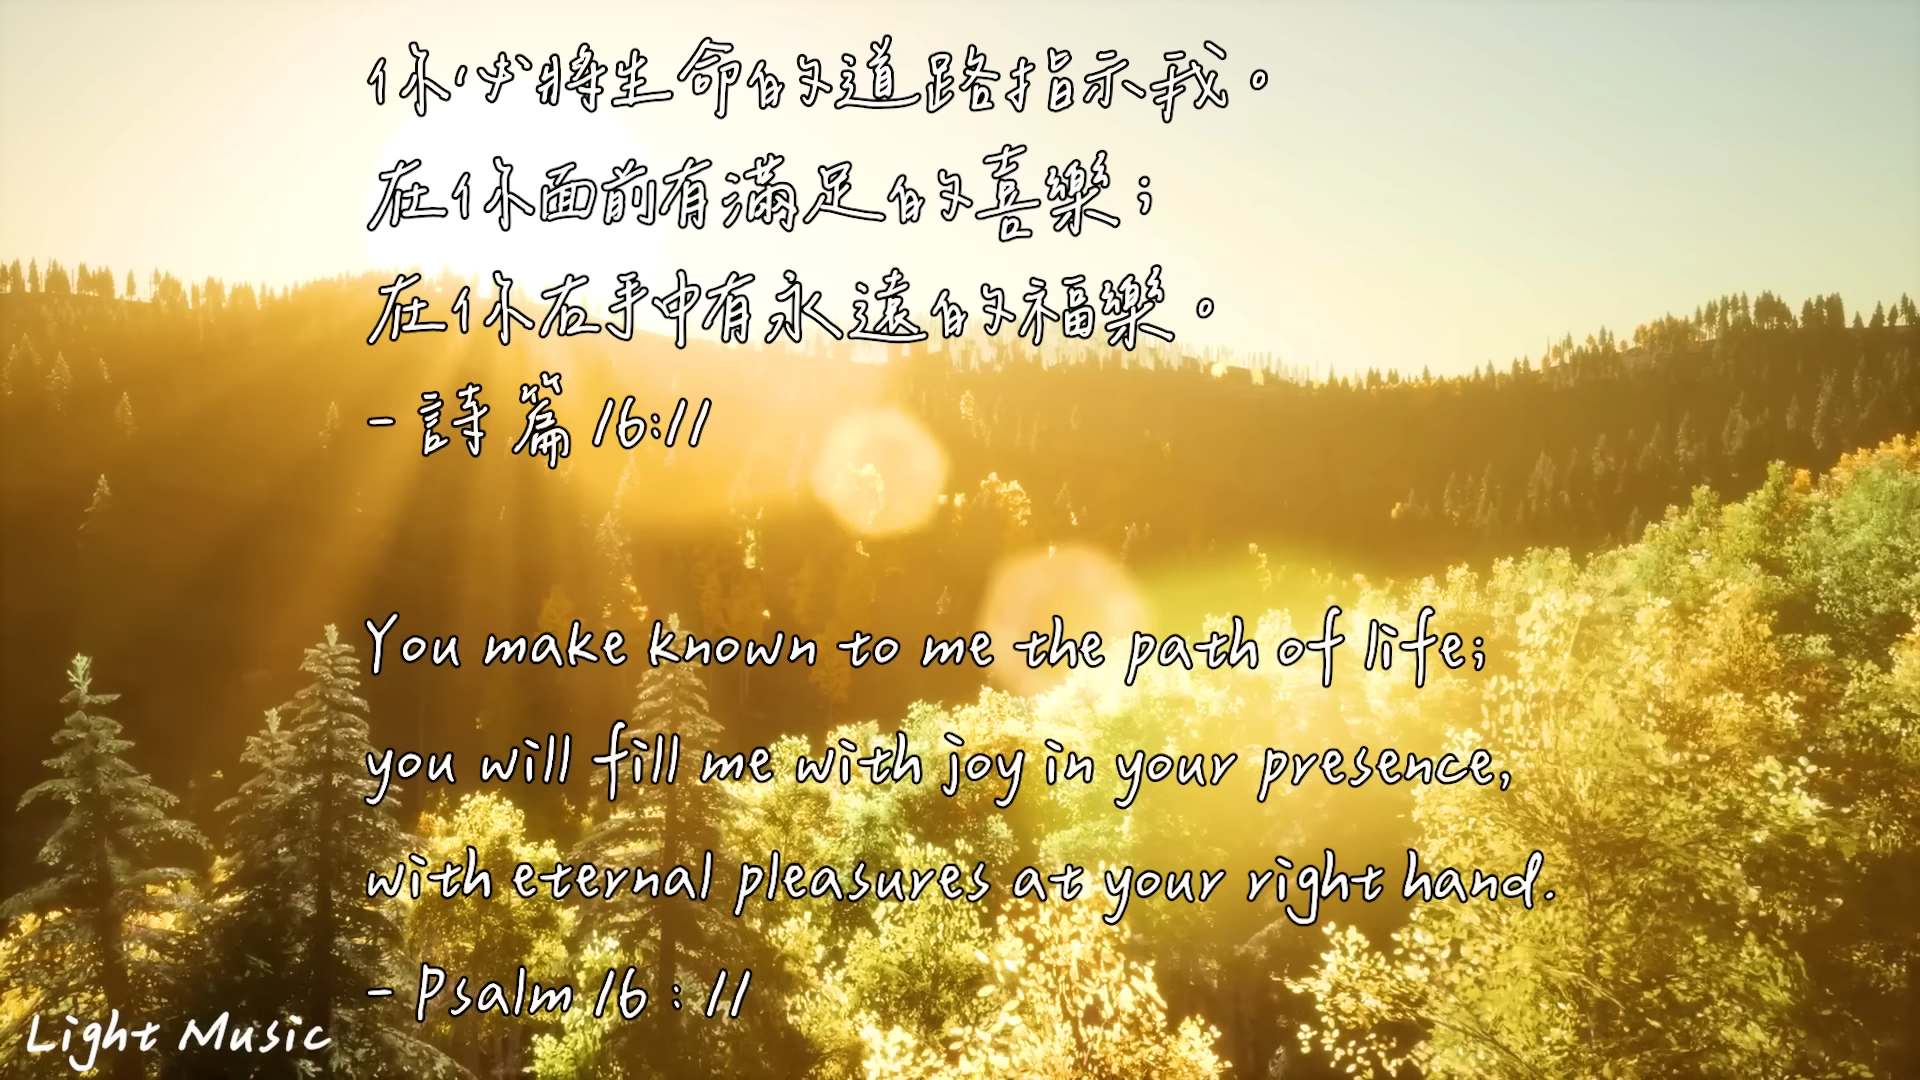 你必將生命的道路指示我。
在你面前有滿足的喜樂；
在你右手中有永遠的福樂。
- 詩篇 16:11
You make known to me the path of life;
you will fill me with joy in your presence,
with eternal pleasures at your right hand.
- Psalm 16 : 11
Light Music